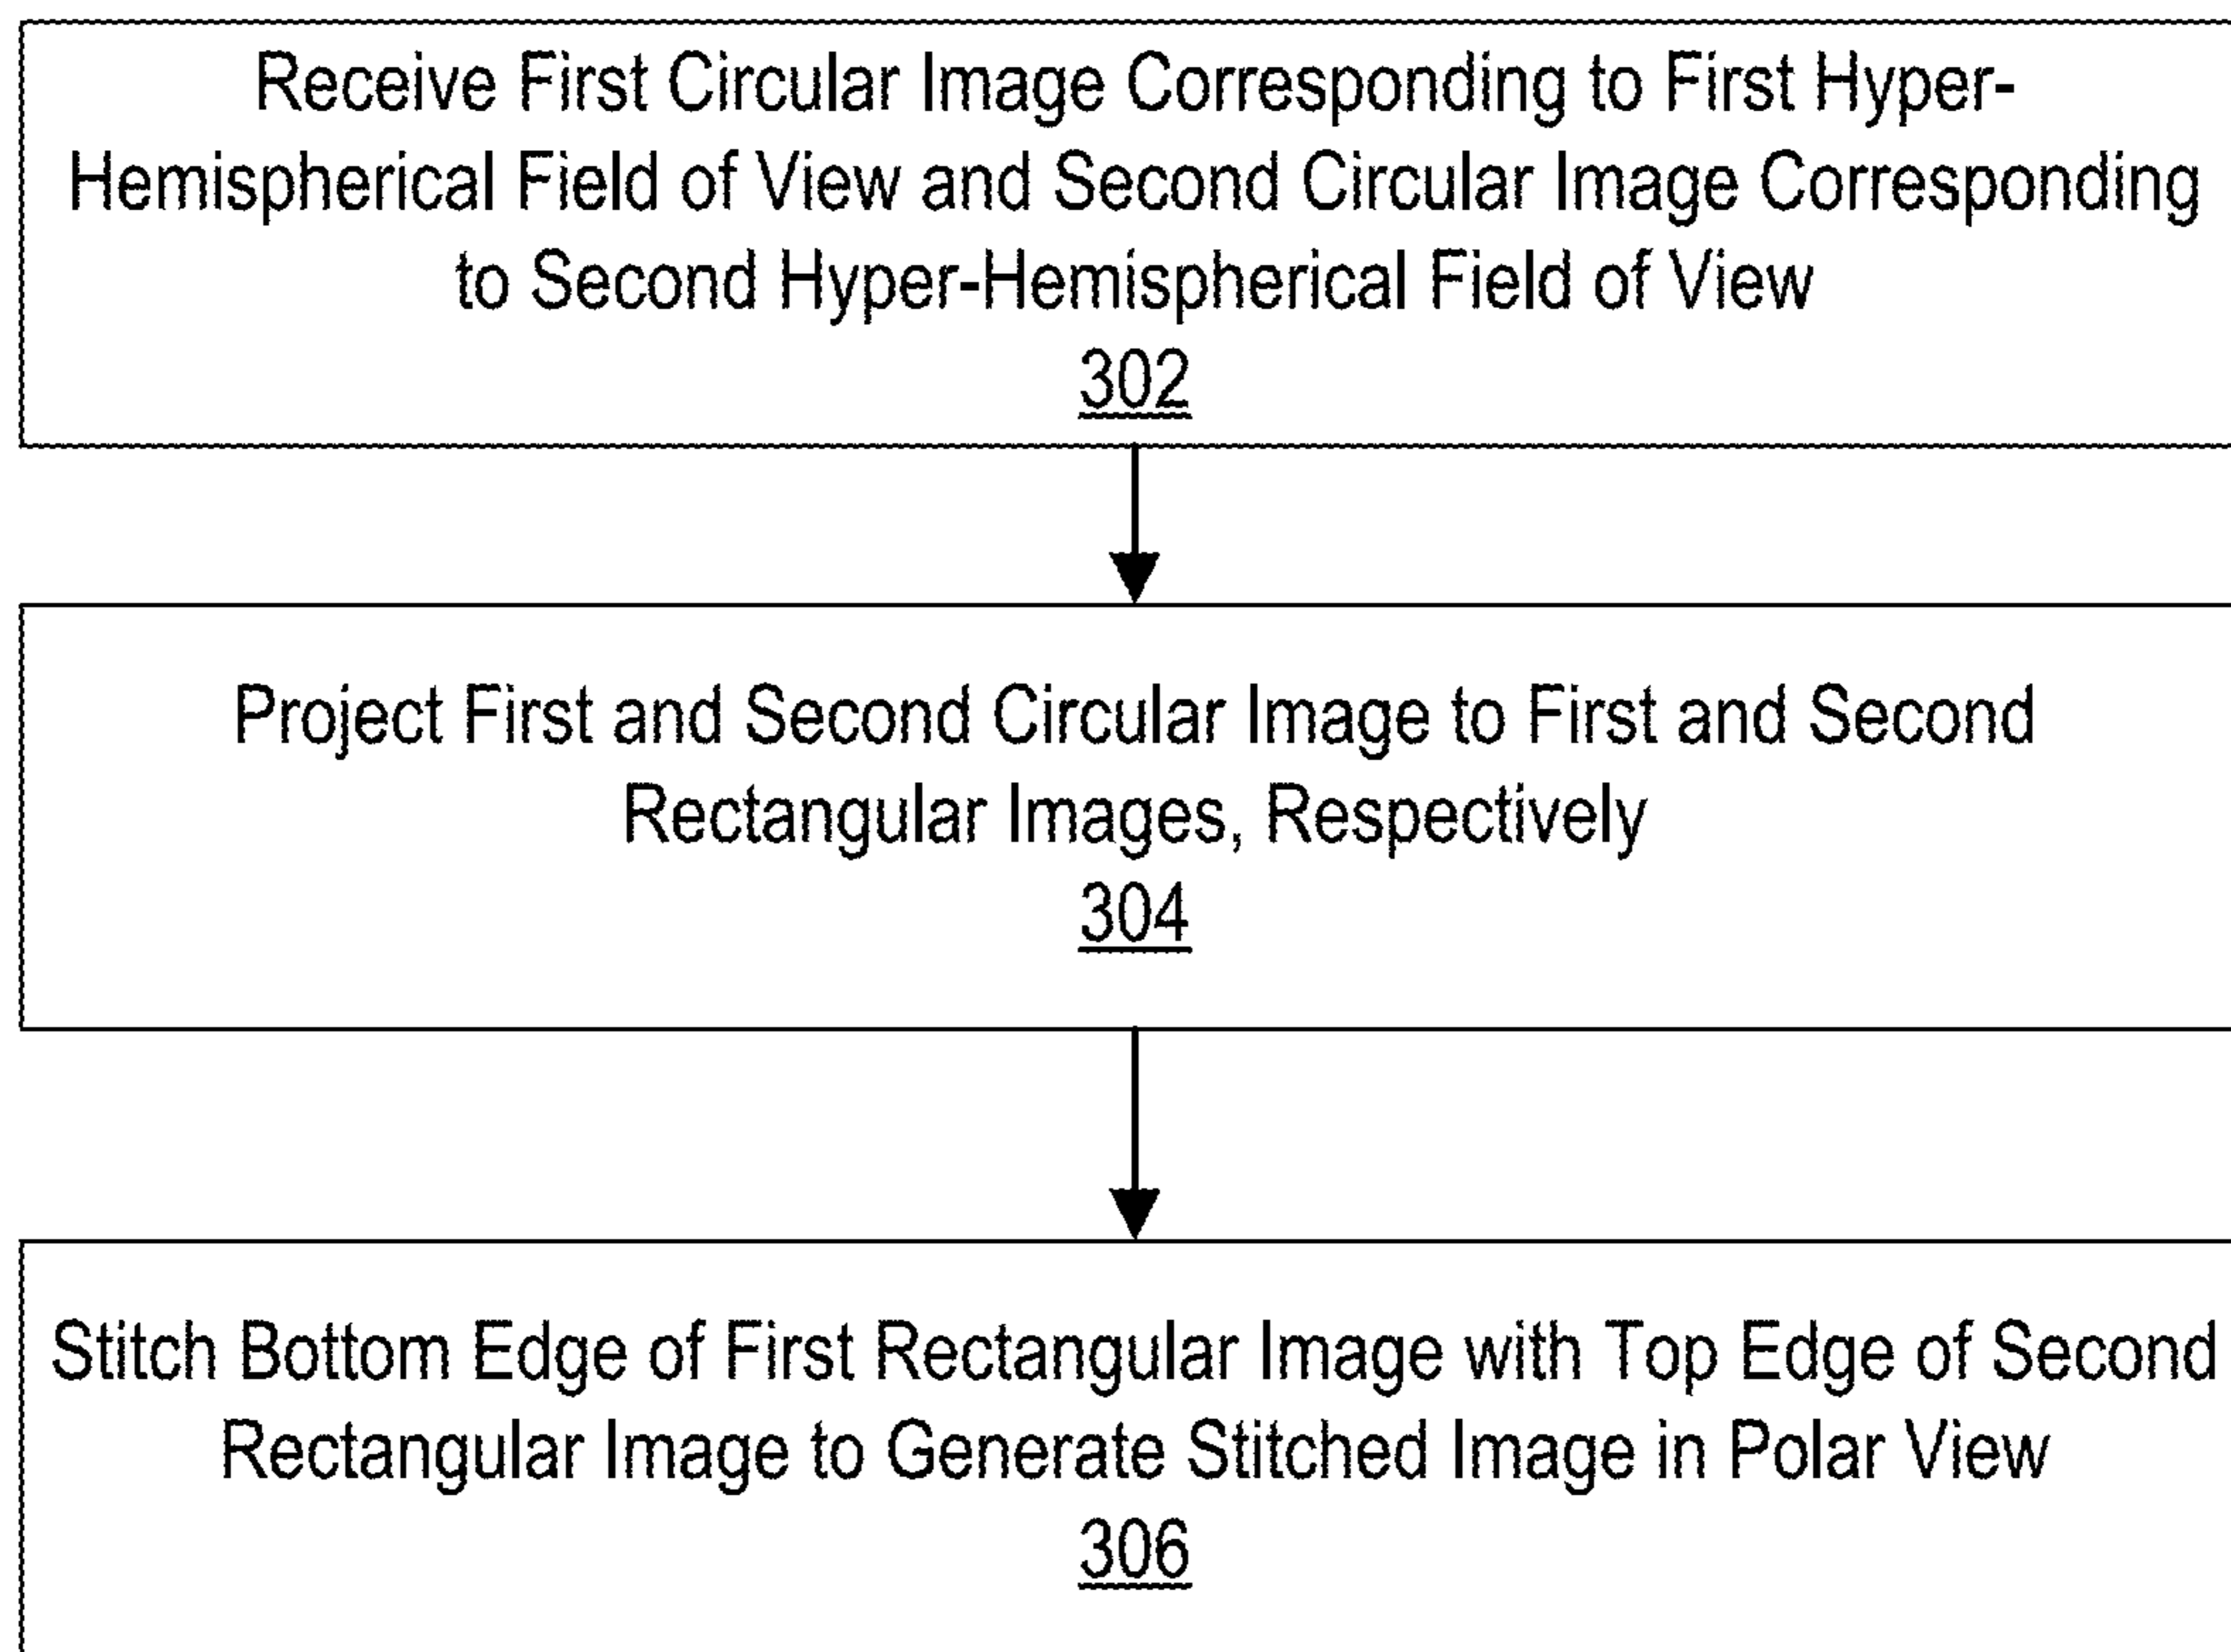 Receive First Circular Image Corresponding to First Hyper-
Hemispherical Field of View and Second Circular Image Corresponding
to Second Hyper-Hemispherical Field of View
302
Project First and Second Circular Image to First and Second
Rectangular Images, Respectively
304
Stitch Bottom Edge of First Rectangular Image with Top Edge of Second
Rectangular Image to Generate Stitched Image in Polar View
306